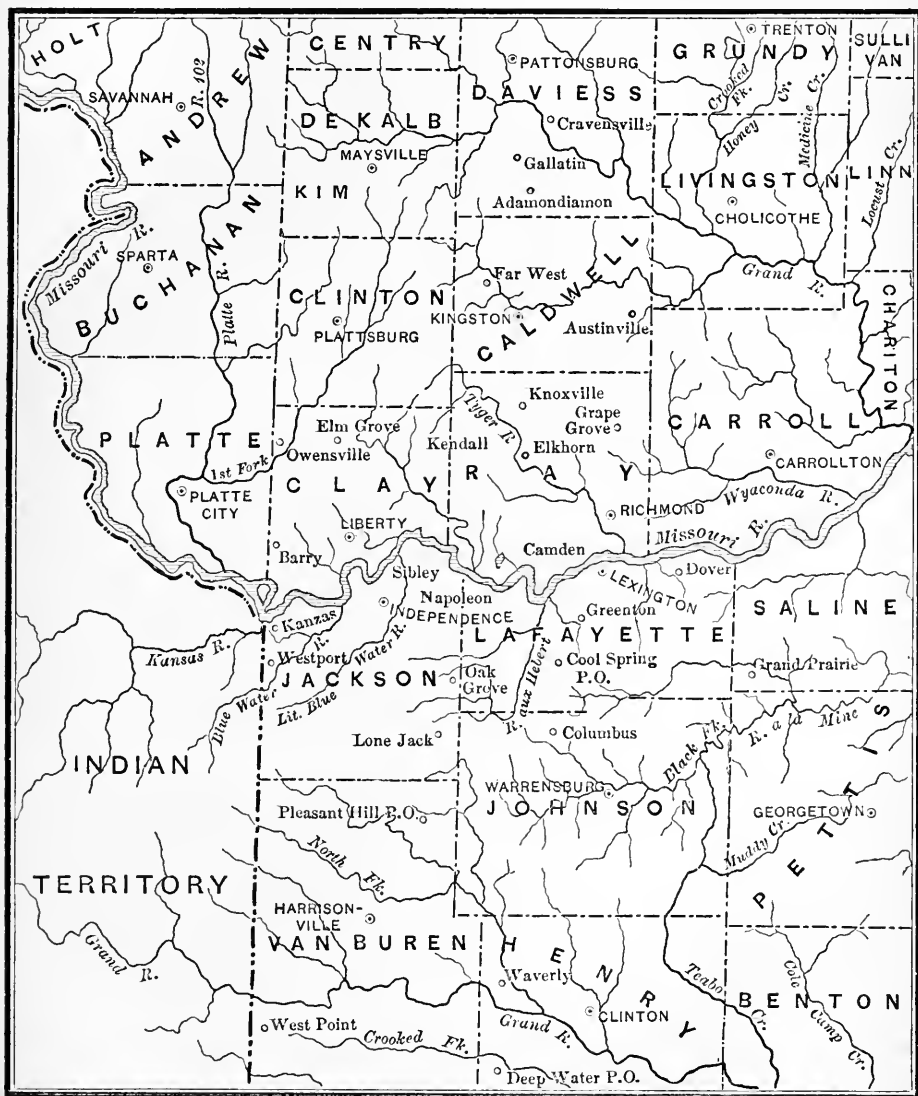 HOLT
ANDREW
SAVANNAH
R. 102
CENTRY
DEKALB
MAYSVILLE
KIM
PATTONSBURG
DAVIESS
Cravensville
Gallatin
Adamondiamon
TRENTON
GRUNDY
Crooked Fk.
Honey Cr.
Medicine Cr.
SULLI
VAN
LIVINGSTON
CHOLICOTHE
LINN
Locust Cr.
Missouri R.
SPARTA
BUCHANAN
Platte R.
CLINTON
PLATTSBURG
Far West
KINGSTON
CALDWELL
Austinville
Grand R.
CHARITON
PLATTE
Elm Grove
Owensville
1st Fork
PLATTE
CITY
CLAY
Tyger R.
Kendall
Knoxville
Grape
Grove
Elkhorn
RAY
CARROLL
CARROLLTON
Wyaconda R.
RICHMOND
Missouri R.
LIBERTY
Barry
Camden
Sibley
Napoleon
INDEPENDENCE
LEXINGTON
Dover
Greenton
SALINE
Kanzas
Kansas R.
Westport
LAFAYETTE
Blue Water R.
Lit. Blue Water R.
JACKSON
Oak
Grove
Cool Spring
P.O.
Grand Prairie
R. aux Hebert
Lone Jack
Columbus
Black Fk.
R. a la Mine
INDIAN
TERRITORY
WARRENSBURG
JOHNSON
Pleasant Hill P.O.
GEORGETOWN
Muddy Cr.
PETTIS
North Fk.
HARRISON-
VILLE
VAN BUREN
HENRY
Grand R.
Waverly
CLINTON
Teabo Cr.
BENTON
Cole Camp Cr.
West Point
Crooked Fk.
Grand R.
Deep Water P.O.